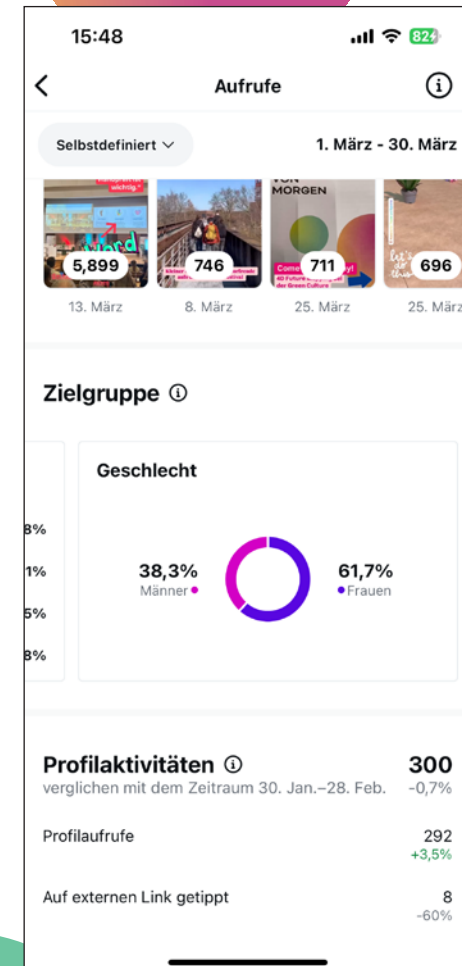 15:48
82
Aufrufe
Selbstdefiniert
1. März - 30. März
wichtig."
VON
MORGEN
5,899
746
711
696
13. März
8. März
25. März
25. März
Zielgruppe
Geschlecht
8%
1%
5%
8%
38,3%
Männer
61,7%
Frauen
Profilaktivitäten
300
verglichen mit dem Zeitraum 30. Jan.–28. Feb.
-0,7%
Profilaufrufe
292
+3,5%
Auf externen Link getippt
8
-60%